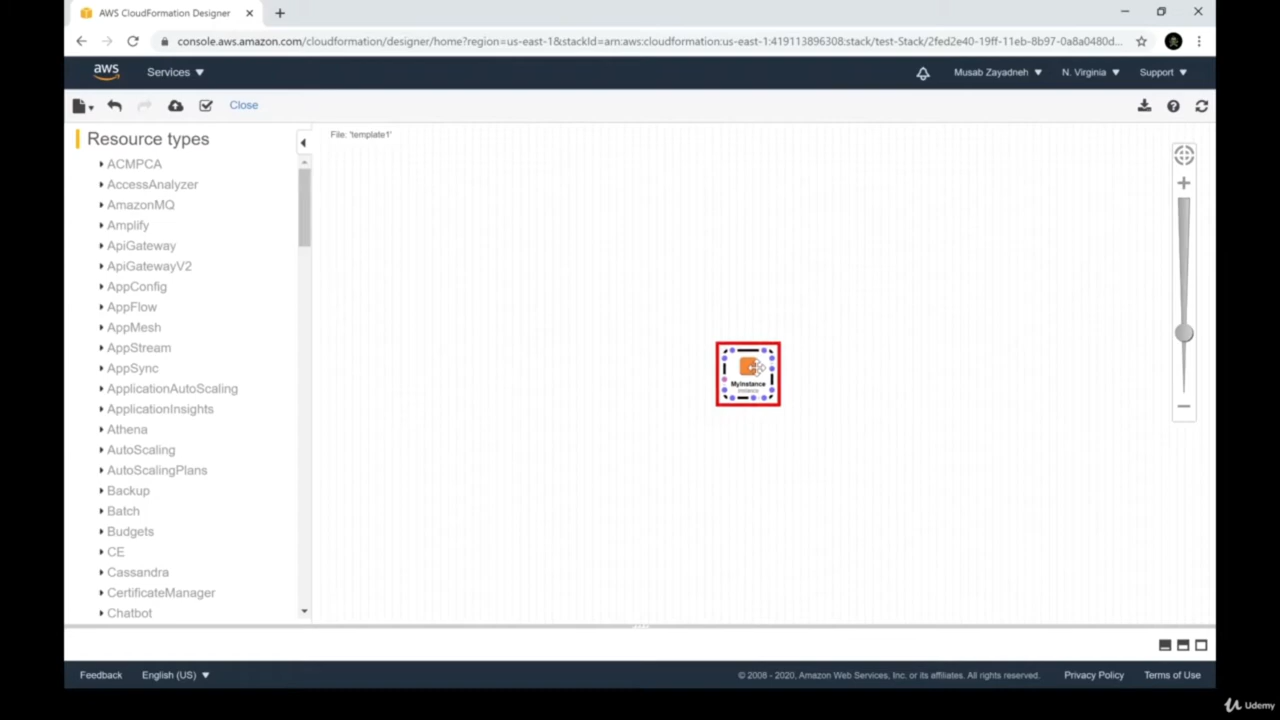 AWS CloudFormation Designer
console.aws.amazon.com/cloudformation/designer/home?region=us-east-1&stackId=arn:aws:cloudformation:us-east-1:419113896308:stack/test-Stack/2fed2e40-19ff-11eb-8b97-0a8a0480d...
aws Services Musab Zayadneh N. Virginia Support
Close
Resource types
File: 'template1'
ACMPCA
AccessAnalyzer
AmazonMQ
Amplify
ApiGateway
ApiGatewayV2
AppConfig
AppFlow
AppMesh
AppStream
AppSync
ApplicationAutoScaling
ApplicationInsights
Athena
AutoScaling
AutoScalingPlans
Backup
Batch
Budgets
CE
Cassandra
CertificateManager
Chatbot
MyInstance
Instance
Feedback English (US) © 2008 - 2020, Amazon Web Services, Inc. or its affiliates. All rights reserved. Privacy Policy Terms of Use
Udemy